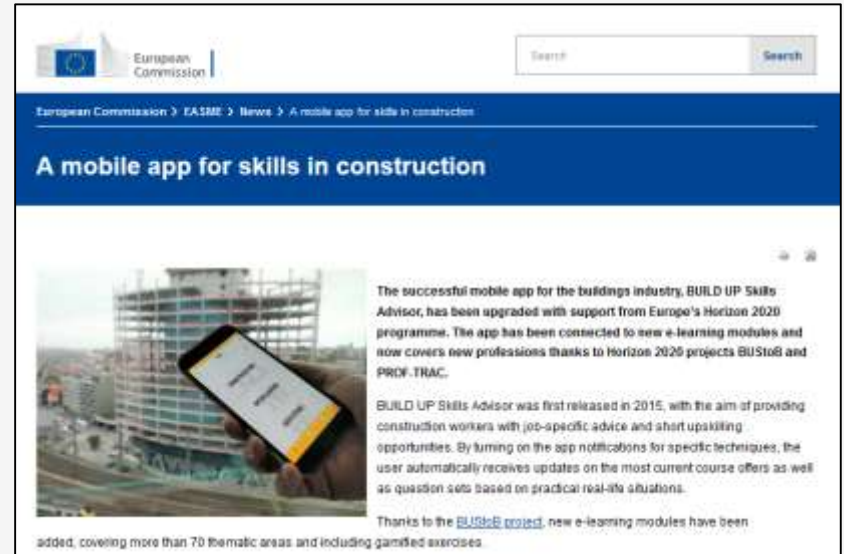 European
Commission
Search
Search
European Commission > EASME > News > A mobile app for skills in construction
A mobile app for skills in construction
The successful mobile app for the buildings industry, BUILD UP Skills
Advisor, has been upgraded with support from Europe's Horizon 2020
programme. The app has been connected to new e-learning modules and
now covers new professions thanks to Horizon 2020 projects BUStoB and
PROF-TRAC.
BUILD UP Skills Advisor was first released in 2015, with the aim of providing
construction workers with job-specific advice and short upskilling
opportunities. By turning on the app notifications for specific techniques, the
user automatically receives updates on the most current course offers as well
as question sets based on practical real-life situations.
Thanks to the BUStoB project, new e-learning modules have been
added, covering more than 70 thematic areas and including gamified exercises.